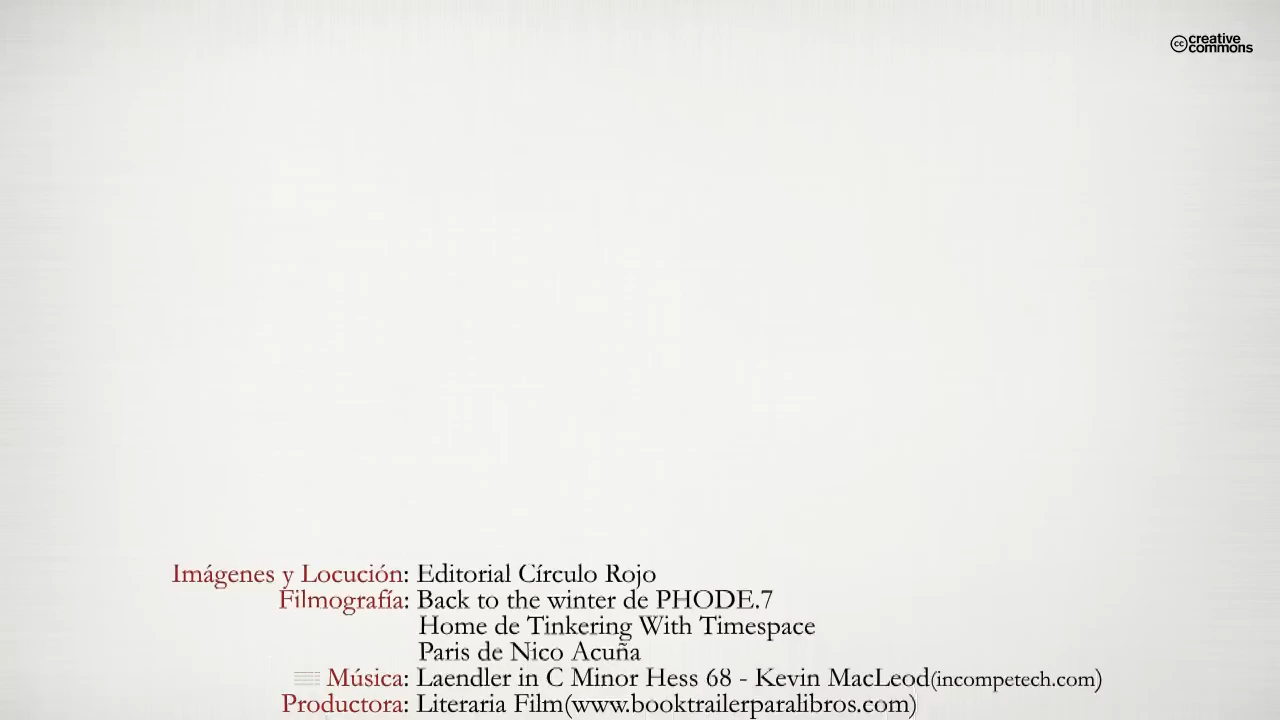 cc creative
commons
Imágenes y Locución: Editorial Círculo Rojo
Filmografía: Back to the winter de PHODE.7
Home de Tinkering With Timespace
Paris de Nico Acuña
Música: Laendler in C Minor Hess 68 - Kevin MacLeod(incompetech.com)
Productora: Literaria Film(www.booktrailerparalibros.com)